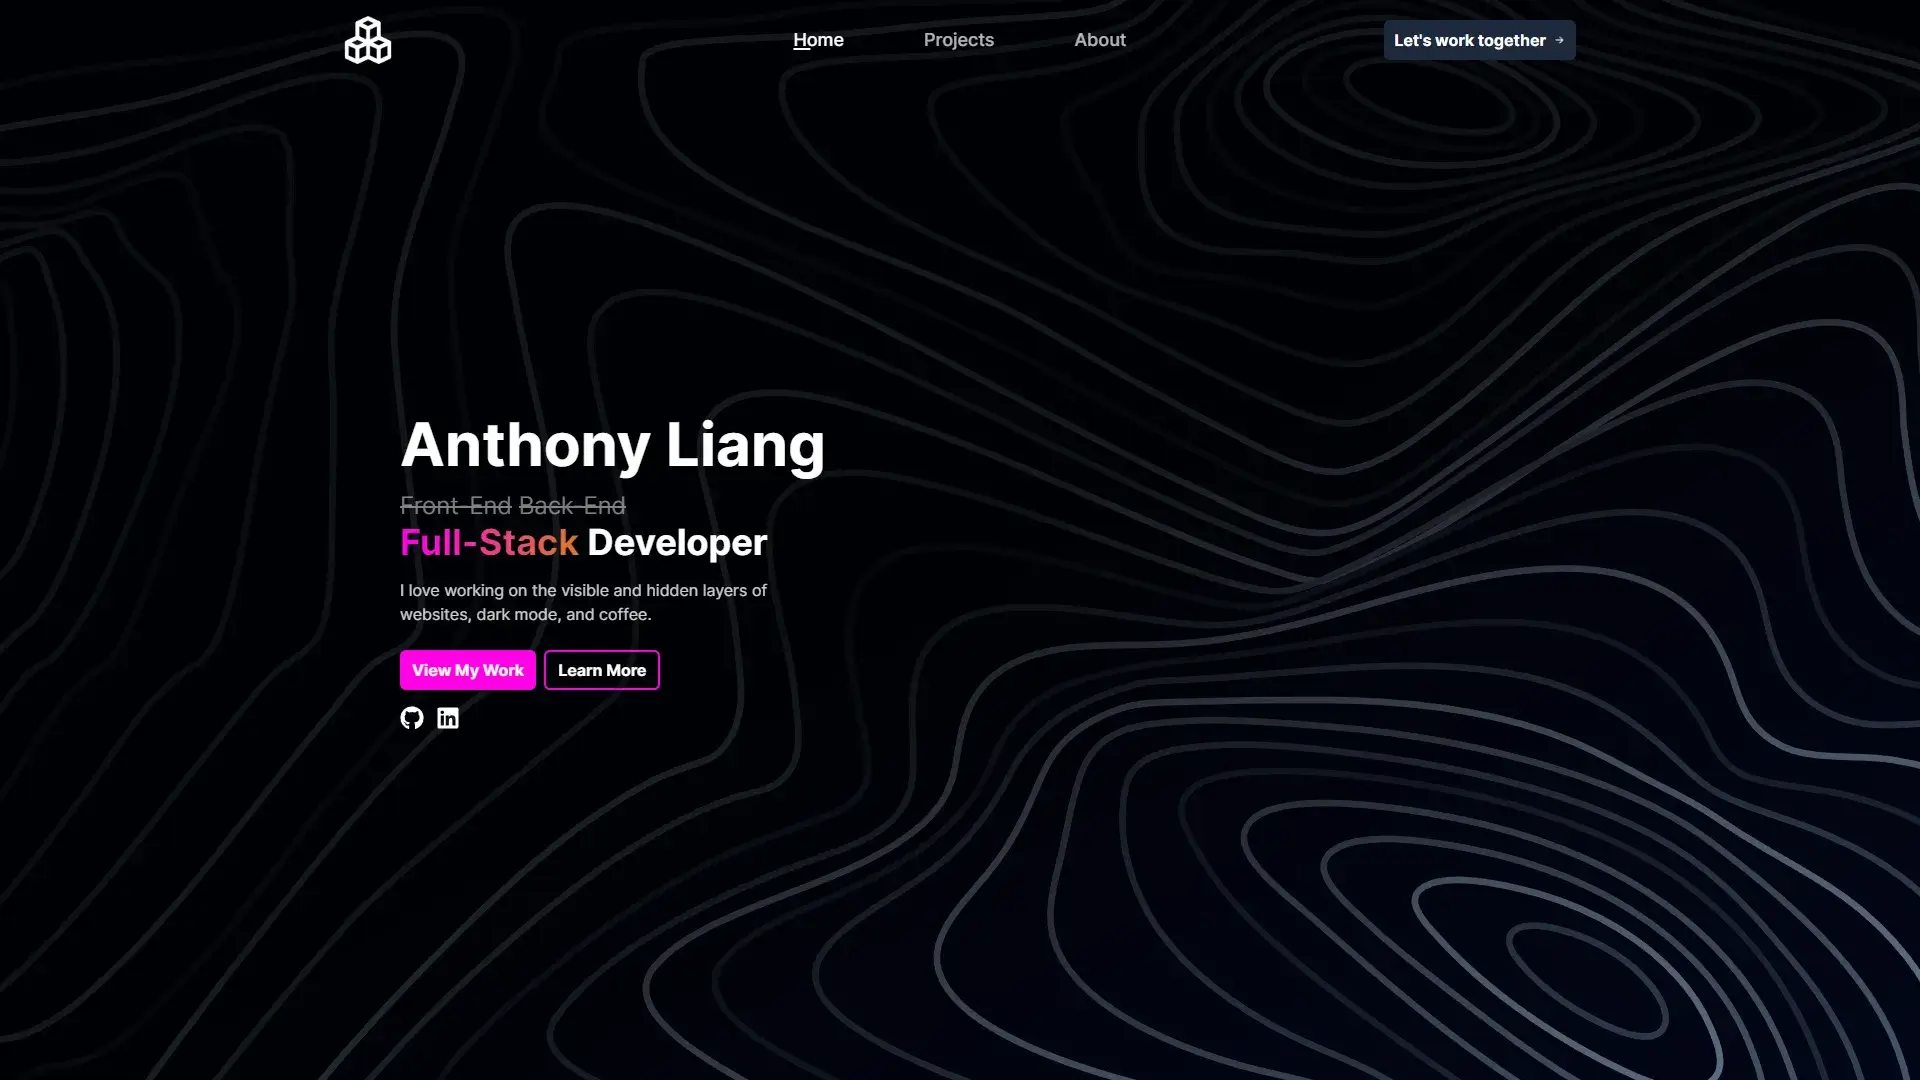 Home
Projects
About
Let's work together →
Anthony Liang
Front-End Back-End
Full-Stack Developer
I love working on the visible and hidden layers of
websites, dark mode, and coffee.
View My Work
Learn More
in